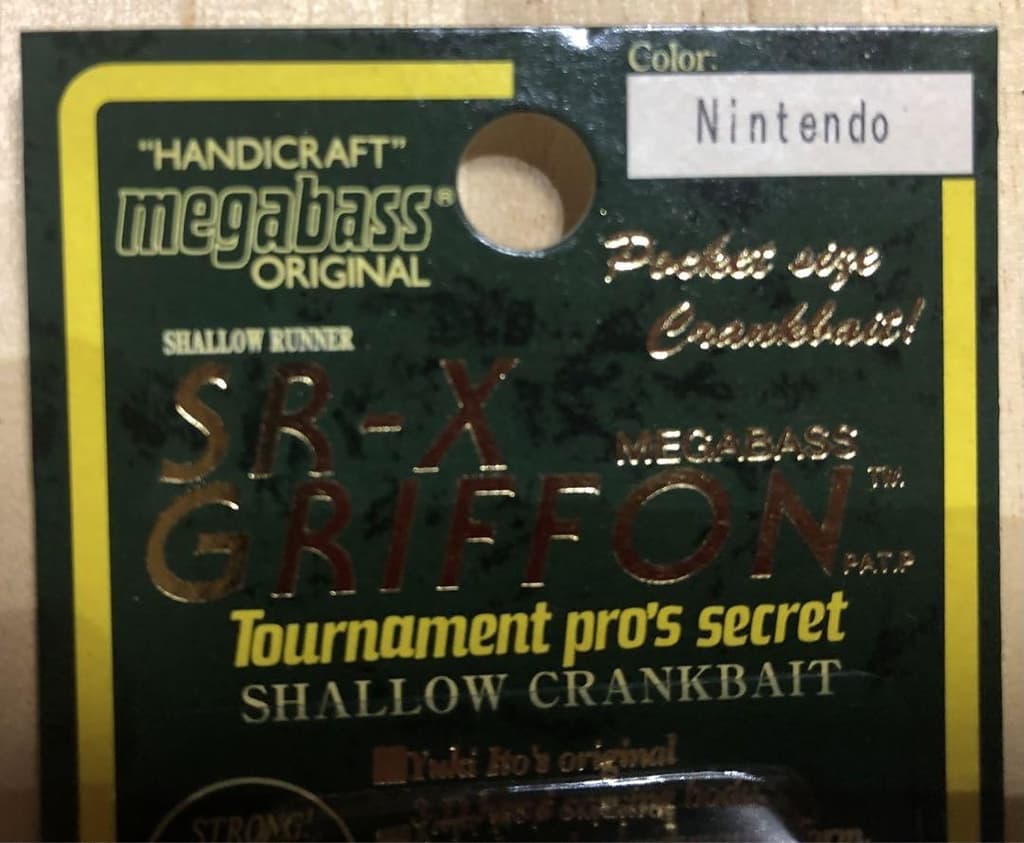 Color:
Nintendo
"HANDICRAFT"
megabass®
ORIGINAL
Pocket size
Crankbait!
SHALLOW RUNNER
SR-X
MEGABASS
GRIFFON™
PAT.P
Tournament pro's secret
SHALLOW CRANKBAIT
■Yuki Ito's original
STRONG!